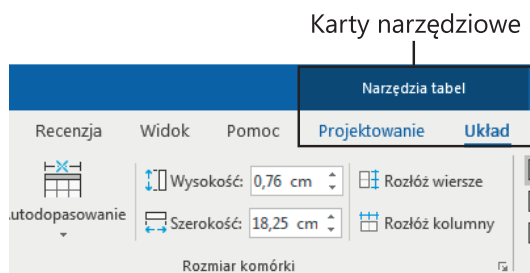 Karty narzędziowe
Narzędzia tabel
Recenzja Widok Pomoc Projektowanie Układ
Wysokość: 0,76 cm Rozłóż wiersze
utodopasowanie Szerokość: 18,25 cm Rozłóż kolumny
Rozmiar komórki